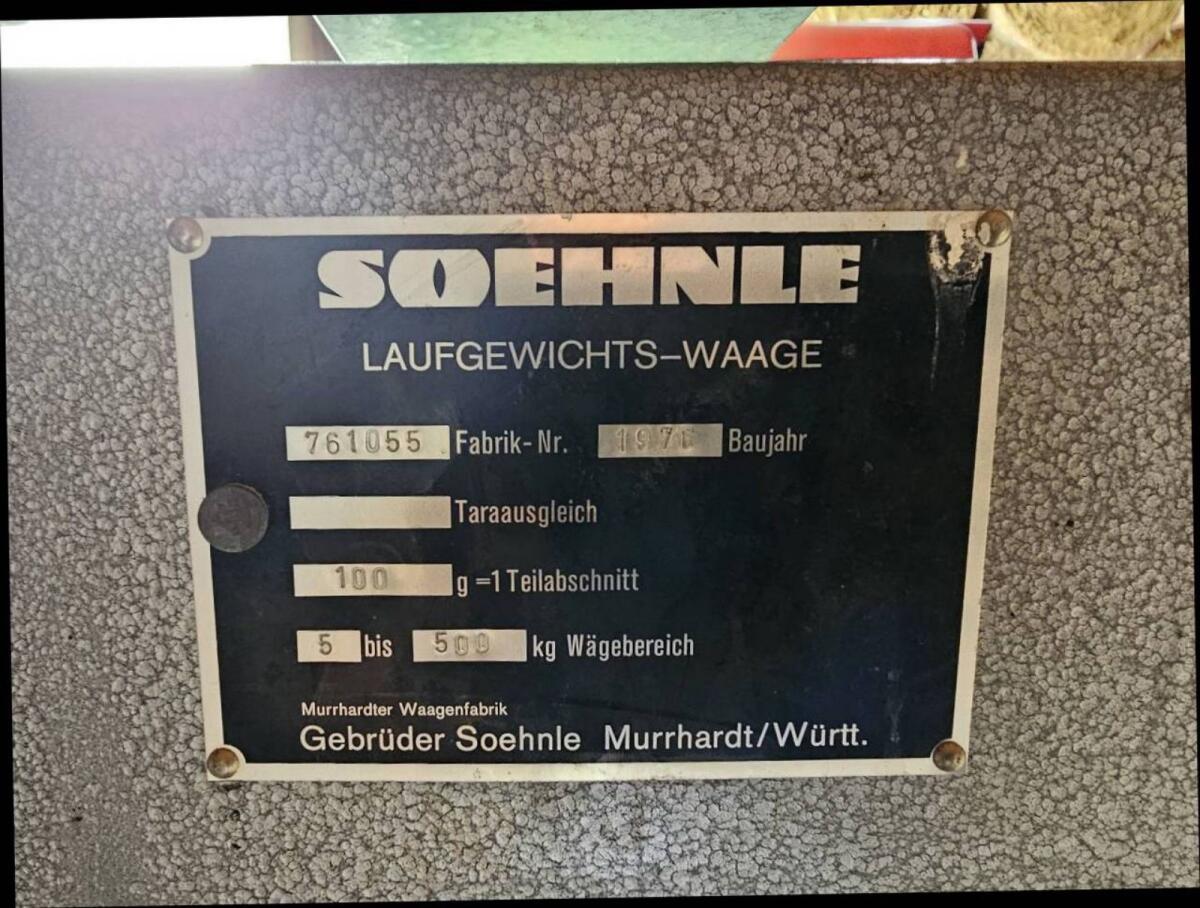 SOEHNLE
LAUFGEWICHTS-WAAGE
761055 Fabrik-Nr. 1976 Baujahr
Taraausgleich
100 g =1 Teilabschnitt
5 bis 500 kg Wägebereich
Murrhardter Waagenfabrik
Gebrüder Soehnle Murrhardt/Württ.